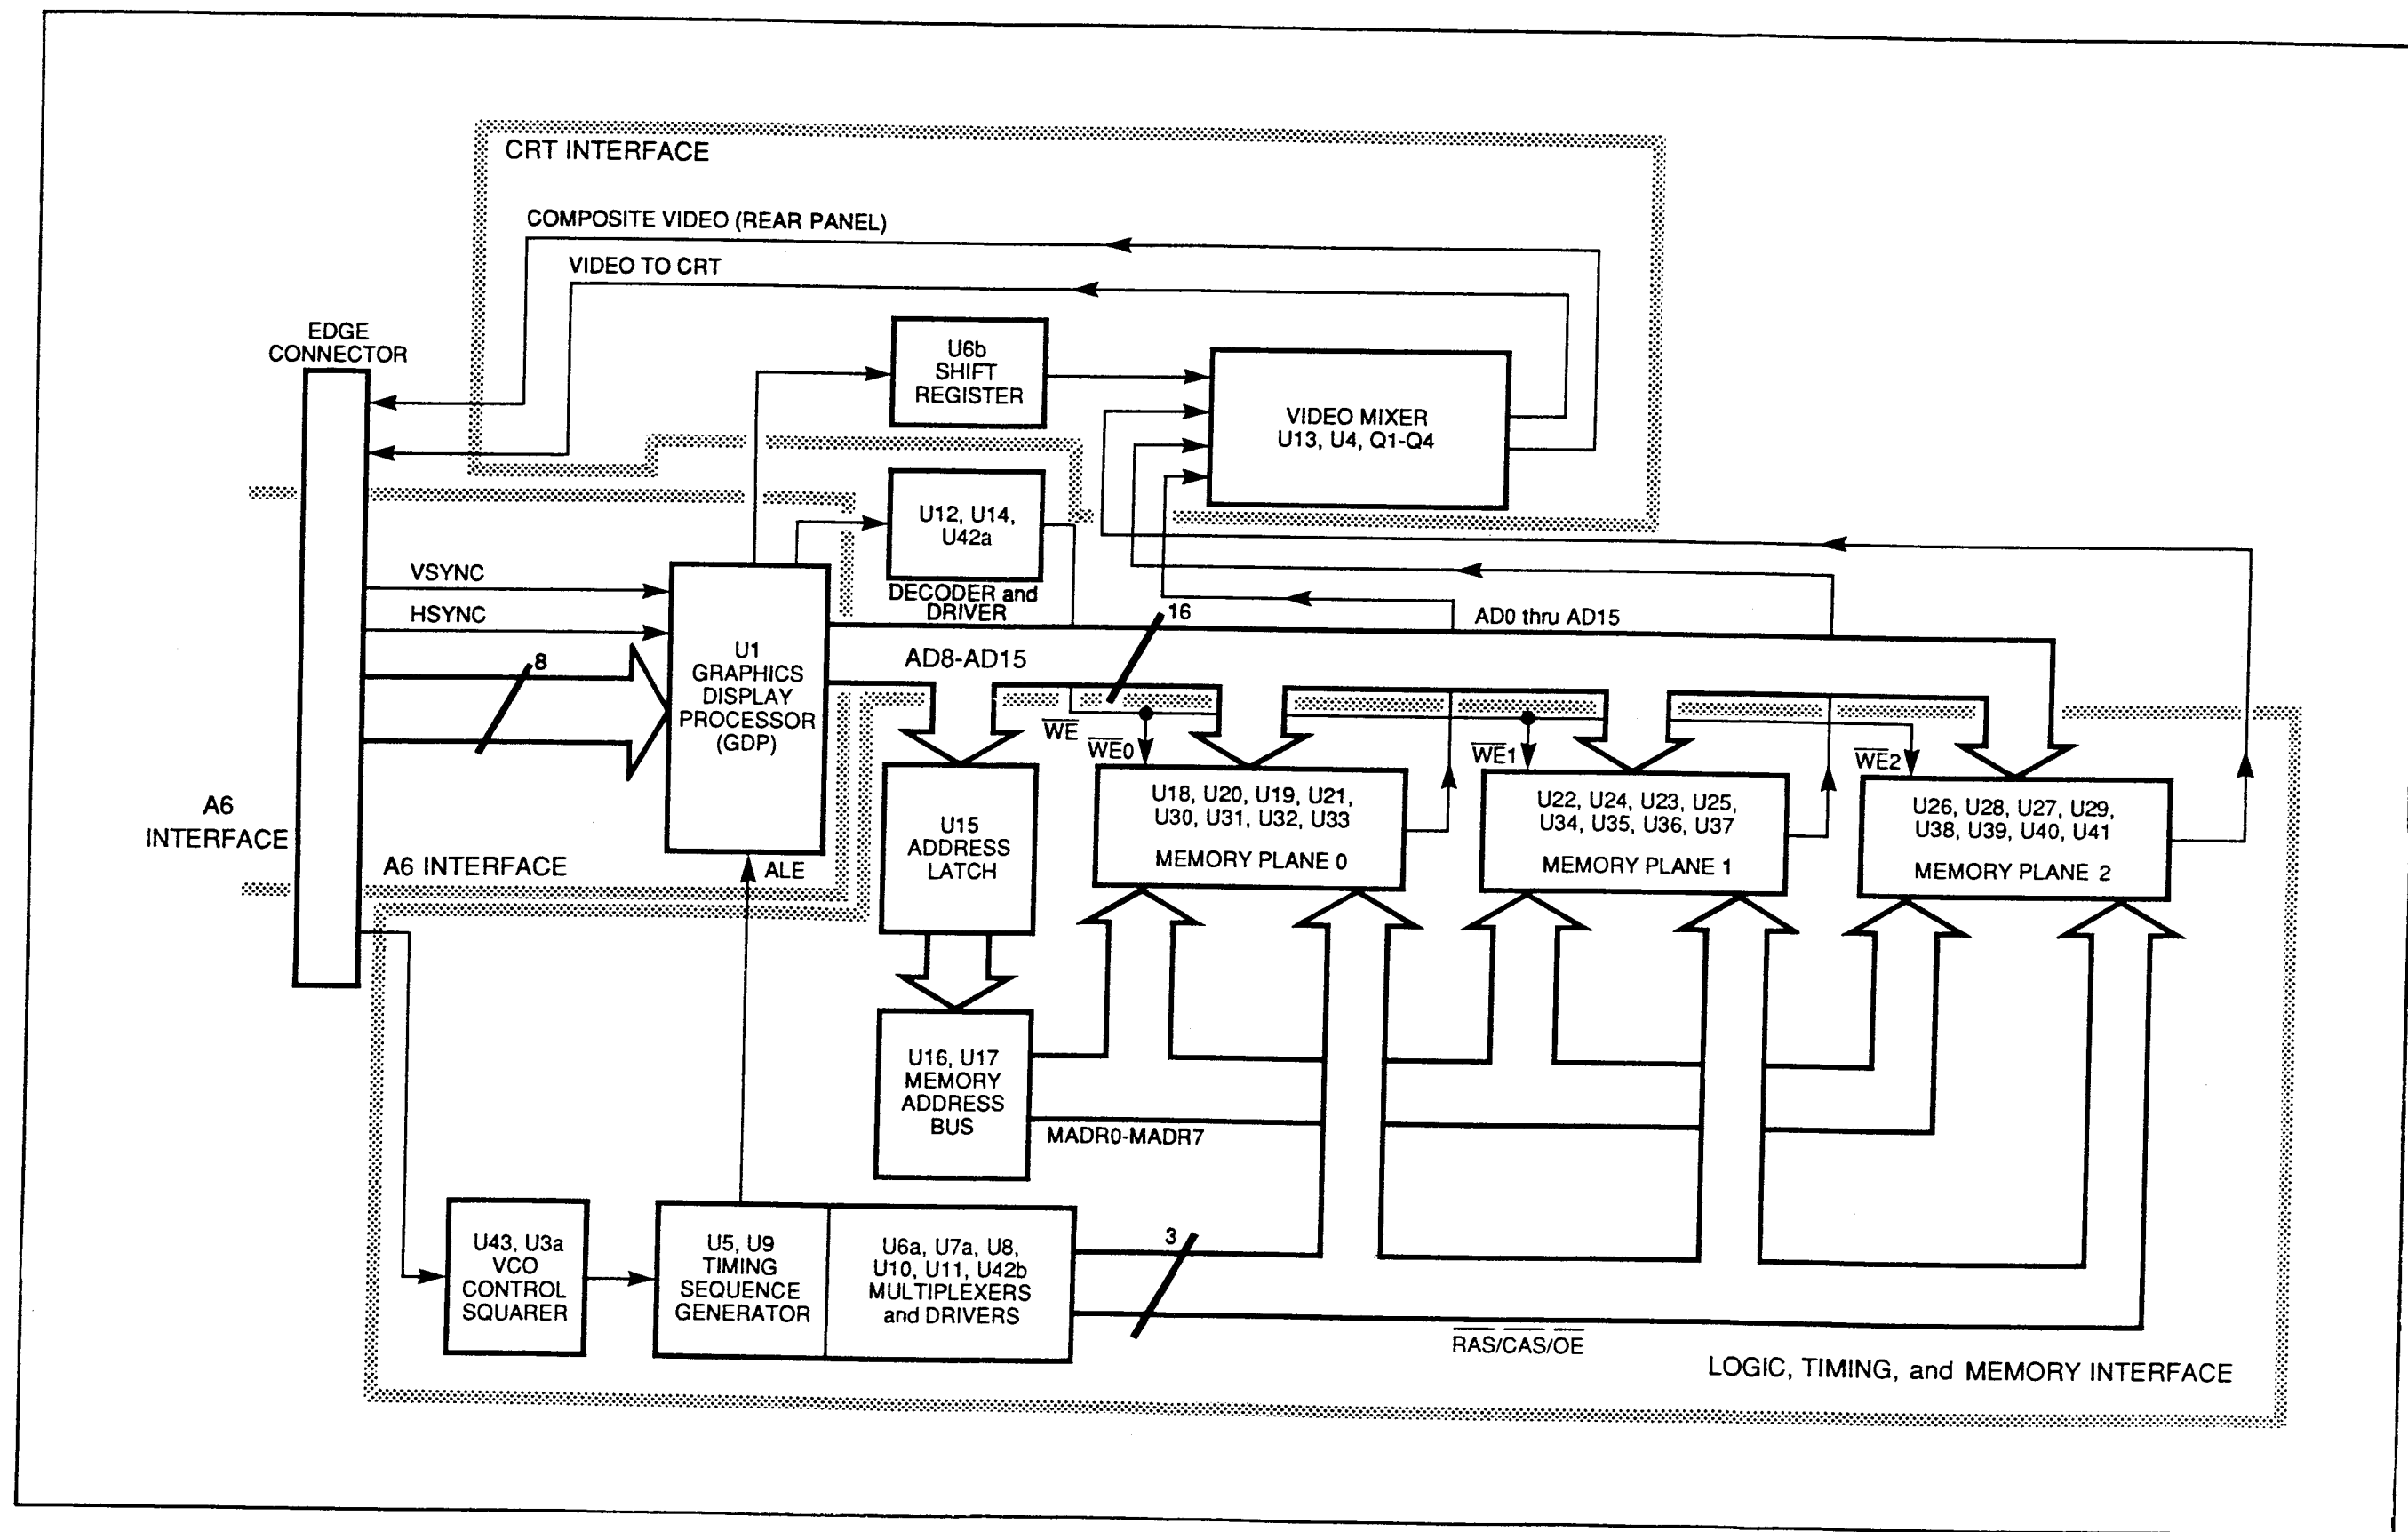 CRT INTERFACE
COMPOSITE VIDEO (REAR PANEL)
VIDEO TO CRT
EDGE
CONNECTOR
U6b
SHIFT
REGISTER
VIDEO MIXER
U13, U4, Q1-Q4
U12, U14,
U42a
DECODER and
DRIVER
VSYNC
HSYNC
8
U1
GRAPHICS
DISPLAY
PROCESSOR
(GDP)
16
AD0 thru AD15
AD8-AD15
WE
WE0
WE1
WE2
A6
INTERFACE
A6 INTERFACE
ALE
U15
ADDRESS
LATCH
U18, U20, U19, U21,
U30, U31, U32, U33
MEMORY PLANE 0
U22, U24, U23, U25,
U34, U35, U36, U37
MEMORY PLANE 1
U26, U28, U27, U29,
U38, U39, U40, U41
MEMORY PLANE 2
U16, U17
MEMORY
ADDRESS
BUS
MADR0-MADR7
U43, U3a
VCO
CONTROL
SQUARER
U5, U9
TIMING
SEQUENCE
GENERATOR
U6a, U7a, U8,
U10, U11, U42b
MULTIPLEXERS
and DRIVERS
3
RAS/CAS/OE
LOGIC, TIMING, and MEMORY INTERFACE